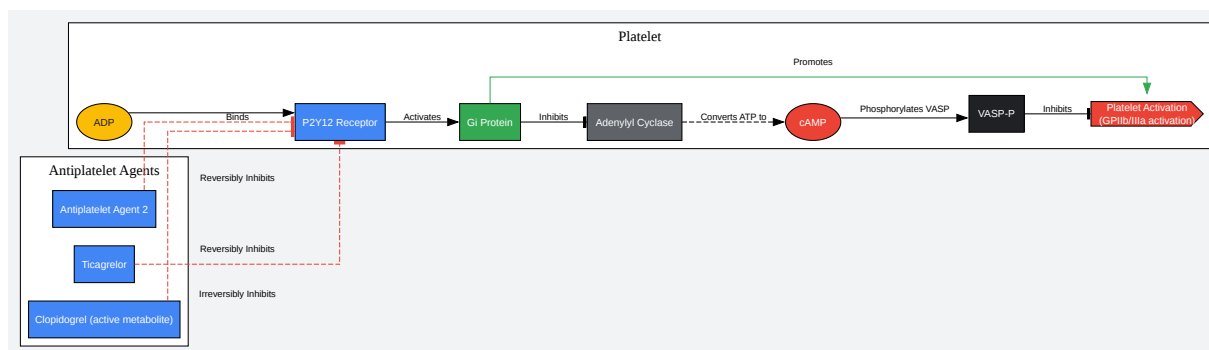 Platelet
Promotes
ADP
Binds
P2Y12 Receptor
Activates
Gi Protein
Inhibits
Adenylyl Cyclase
Converts ATP to
cAMP
Phosphorylates VASP
VASP-P
Inhibits
Platelet Activation
(GPIIb/IIIa activation)
Antiplatelet Agents
Reversibly Inhibits
Antiplatelet Agent 2
Reversibly Inhibits
Ticagrelor
Irreversibly Inhibits
Clopidogrel (active metabolite)